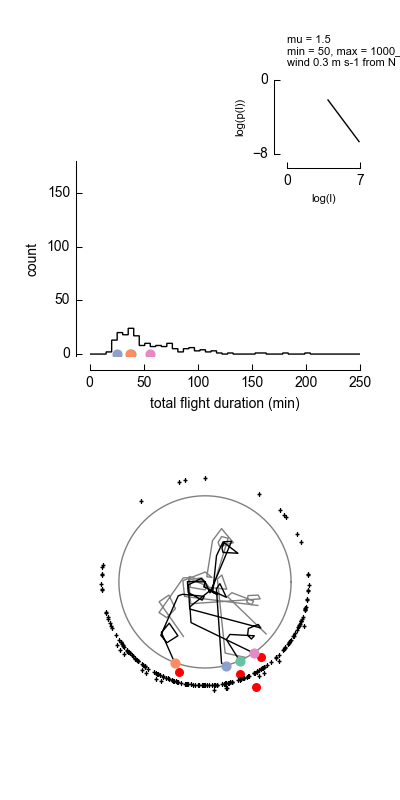 mu = 1.5
min = 50, max = 1000_
wind 0.3 m s-1 from N
0
log(p(l))
−8
0 7
log(l)
150
100
count
50
0
0 50 100 150 200 250
total flight duration (min)